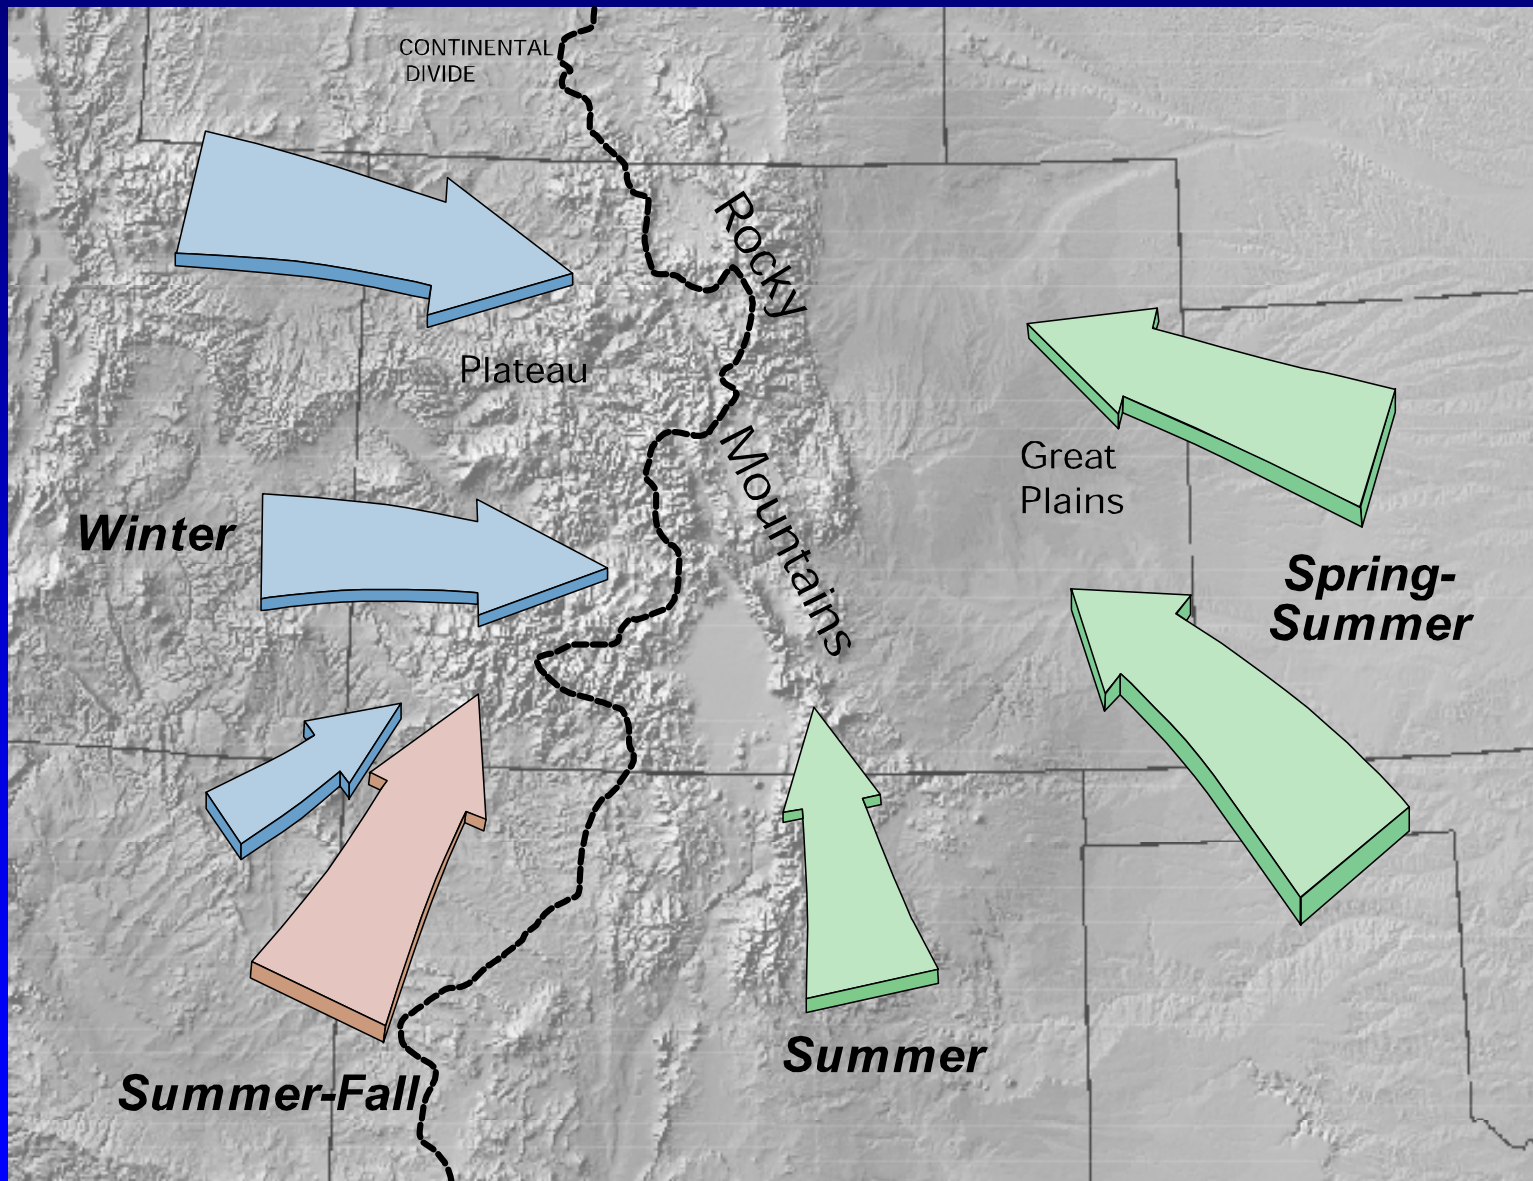 CONTINENTAL
DIVIDE
Rocky
Plateau
Mountains
Great
Plains
Winter
Spring-
Summer
Summer
Summer-Fall